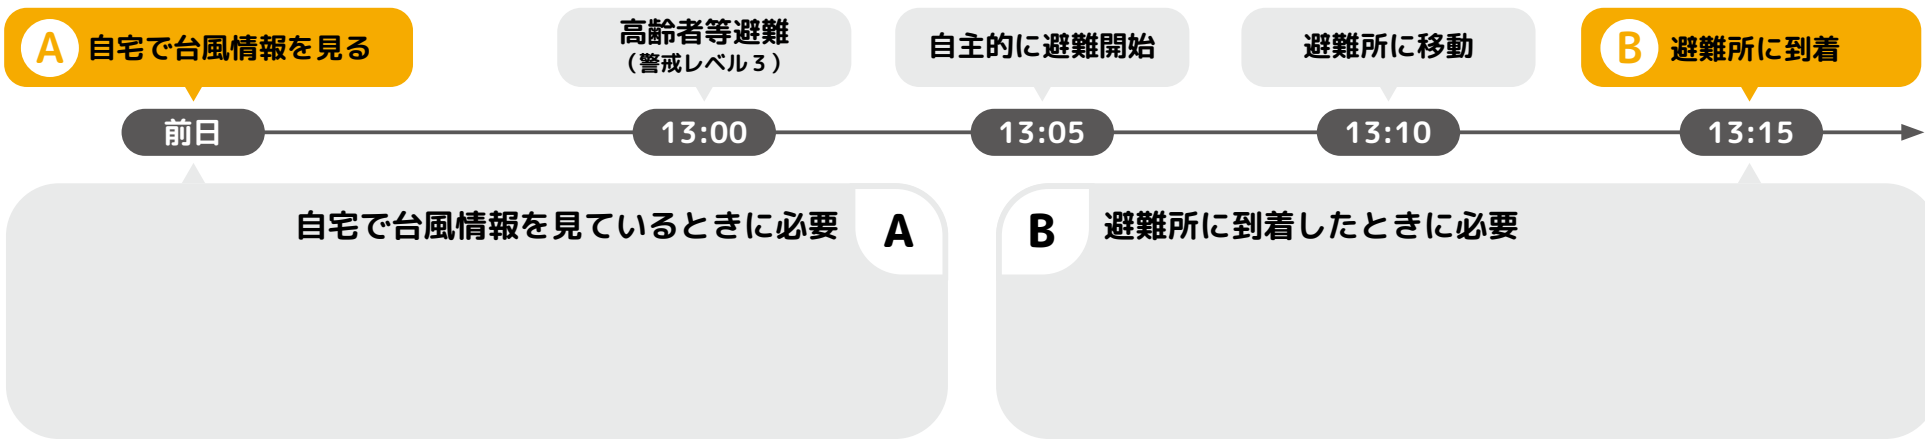 A 自宅で台風情報を見る
高齢者等避難
（警戒レベル３）
自主的に避難開始
避難所に移動
B 避難所に到着
前日
13:00
13:05
13:10
13:15
自宅で台風情報を見ているときに必要 A
B 避難所に到着したときに必要